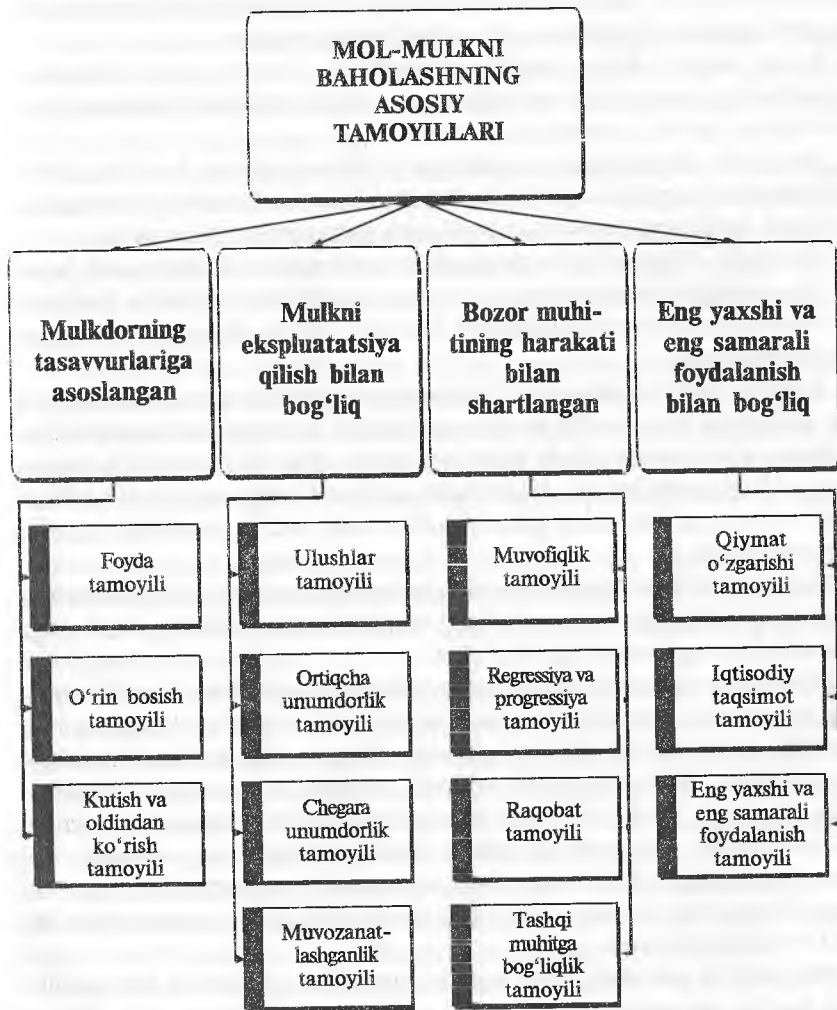 MOL-MULKNI
BAHOLASHNING
ASOSIY
TAMOYILLARI
Mulkdorning
tasavvurlariga
asoslangan
Mulkni
ekspluatatsiya
qilish bilan
bog‘liq
Bozor muhi-
tining harakati
bilan
shartlangan
Eng yaxshi va
eng samarali
foydalanish
bilan bog‘liq
Foyda
tamoyili
O‘rin bosish
tamoyili
Kutish va
oldindan
ko‘rish
tamoyili
Ulushlar
tamoyili
Ortiqcha
unumdorlik
tamoyili
Chegara
unumdorlik
tamoyili
Muvozanat-
lashganlik
tamoyili
Muvofiqlik
tamoyili
Regressiya va
progressiya
tamoyili
Raqobat
tamoyili
Tashqi
muhitga
bog‘liqlik
tamoyili
Qiymat
o‘zgarishi
tamoyili
Iqtisodiy
taqsimot
tamoyili
Eng yaxshi va
eng samarali
foydalanish
tamoyili